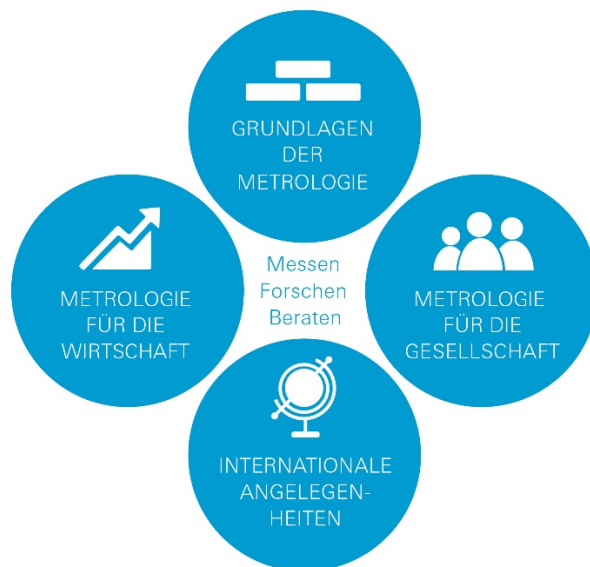 GRUNDLAGEN
DER
METROLOGIE
METROLOGIE
FÜR DIE
WIRTSCHAFT
Messen
Forschen
Beraten
METROLOGIE
FÜR DIE
GESELLSCHAFT
INTERNATIONALE
ANGELEGEN-
HEITEN